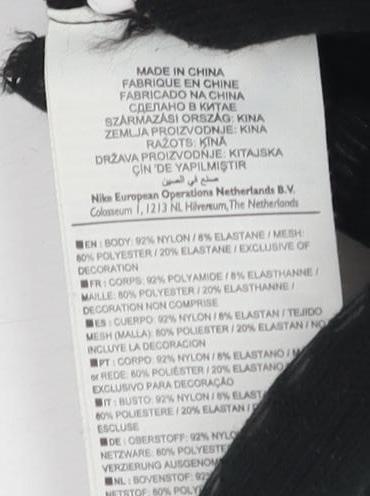 MADE IN CHINA
FABRIQUE EN CHINE
FABRICADO NA CHINA
СДЕЛАНО В КИТАЕ
SZÁRMAZÁSI ORSZÁG: KINA
ZEMLJA PROIZVODNJE: KINA
RAŽOTS: ĶĪNĀ
DRŽAVA PROIZVODNJE: KITAJSKA
ÇİN 'DE YAPILMIŞTIR
صنع في الصين
Nike European Operations Netherlands B.V.
Colosseum 1, 1213 NL Hilversum, The Netherlands
■EN : BODY: 92% NYLON / 8% ELASTANE / MESH:
80% POLYESTER / 20% ELASTANE / EXCLUSIVE OF
DECORATION
■FR : CORPS: 92% POLYAMIDE / 8% ELASTHANNE /
MAILLE: 80% POLYESTER / 20% ELASTHANNE /
DECORATION NON COMPRISE
■ES : CUERPO: 92% NYLON / 8% ELASTAN / TEJIDO
MESH (MALLA): 80% POLIESTER / 20% ELASTAN / NO
INCLUYE LA DECORACION
■PT : CORPO: 92% NYLON / 8% ELASTANO /
or REDE: 80% POLIÉSTER / 20% ELASTANO
EXCLUSIVO PARA DECORAÇÃO
■IT : BUSTO: 92% NYLON / 8% ELAST
80% POLIESTERE / 20% ELASTAN /
ESCLUSE
■DE : OBERSTOFF: 92% NYLO
NETZWARE: 80% POLYESTE
VERZIERUNG AUSGENOM
■NL : BOVENSTOF: 92
NETSTOF: 80% POLY